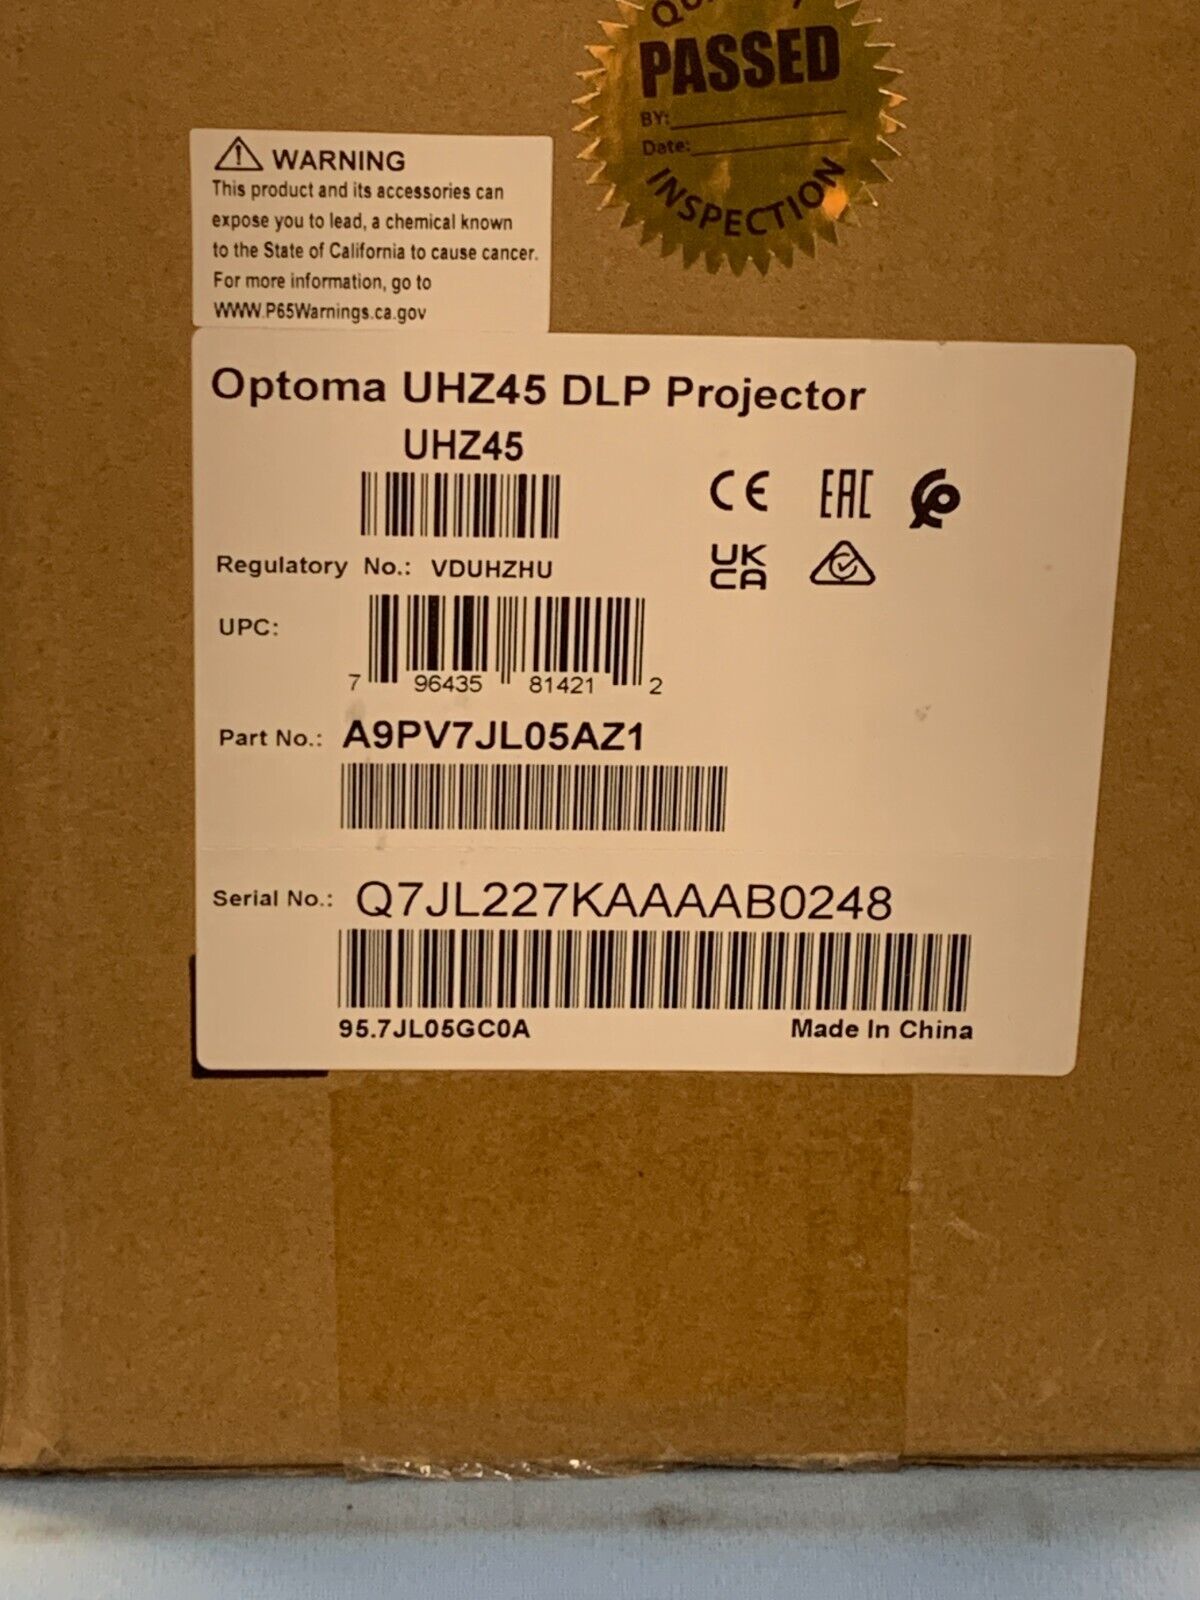 PASSED
BY:
Date:
INSPECTION
WARNING
This product and its accessories can
expose you to lead, a chemical known
to the State of California to cause cancer.
For more information, go to
WWW.P65Warnings.ca.gov
Optoma UHZ45 DLP Projector
UHZ45
CE EAC
Regulatory No.: VDUHZHU
UK
CA
UPC:
7 96435 81421 2
Part No.: A9PV7JL05AZ1
Serial No.: Q7JL227KAAAAB0248
95.7JL05GC0A Made In China